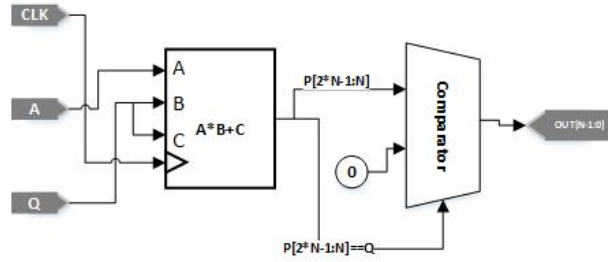 CLK
A
Q
A
B
C
A*B+C
P[2*N-1:N]
0
Comparator
P[2*N-1:N]==Q
OUT[N-1:0]